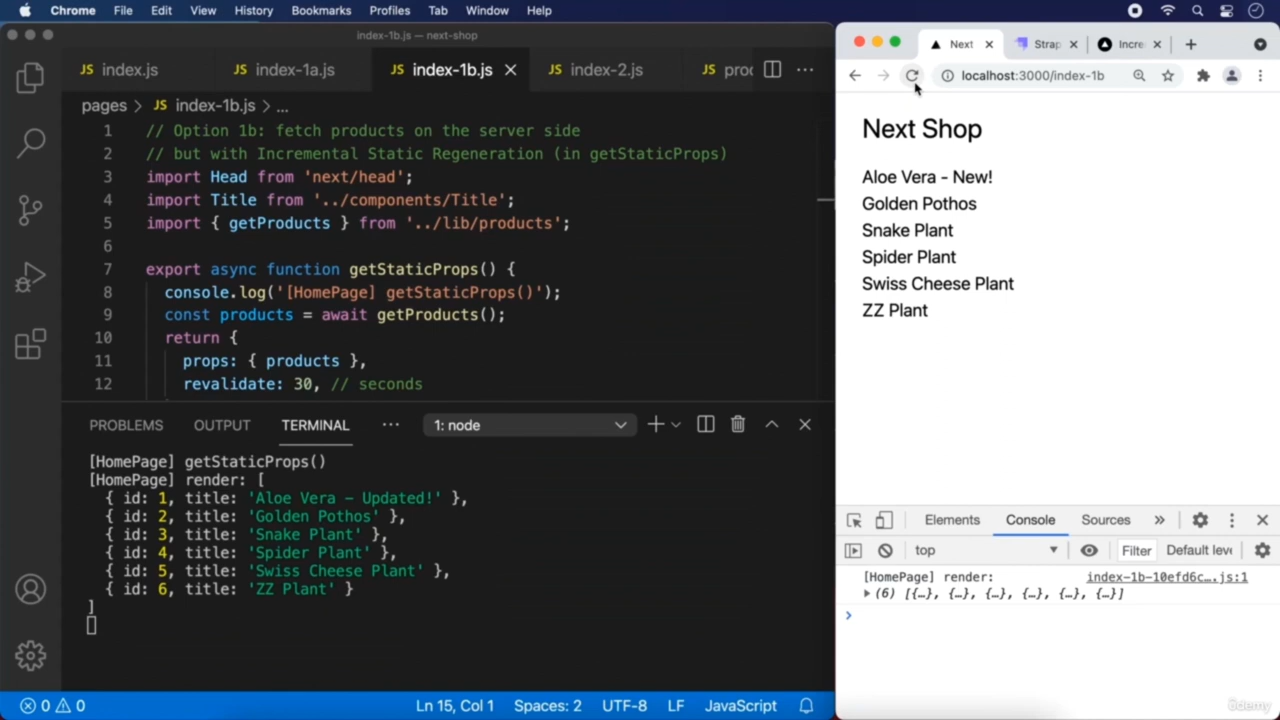 Chrome File Edit View History Bookmarks Profiles Tab Window Help
index-1b.js — next-shop
JS index.js JS index-1a.js JS index-1b.js JS index-2.js JS proc
pages > JS index-1b.js > ...
1 // Option 1b: fetch products on the server side
2 // but with Incremental Static Regeneration (in getStaticProps)
3 import Head from 'next/head';
4 import Title from '../components/Title';
5 import { getProducts } from '../lib/products';
6
7 export async function getStaticProps() {
8 console.log('[HomePage] getStaticProps()');
9 const products = await getProducts();
10 return {
11 props: { products },
12 revalidate: 30, // seconds
PROBLEMS OUTPUT TERMINAL ... 1: node
[HomePage] getStaticProps()
[HomePage] render: [
{ id: 1, title: 'Aloe Vera - Updated!' },
{ id: 2, title: 'Golden Pothos' },
{ id: 3, title: 'Snake Plant' },
{ id: 4, title: 'Spider Plant' },
{ id: 5, title: 'Swiss Cheese Plant' },
{ id: 6, title: 'ZZ Plant' }
]
0 0 Ln 15, Col 1 Spaces: 2 UTF-8 LF JavaScript
Next Strap Incre
localhost:3000/index-1b
Next Shop
Aloe Vera - New!
Golden Pothos
Snake Plant
Spider Plant
Swiss Cheese Plant
ZZ Plant
Elements Console Sources »
top Filter Default leve
[HomePage] render: index-1b-10efd6c….js:1
(6) [{…}, {…}, {…}, {…}, {…}, {…}]
ûdemy